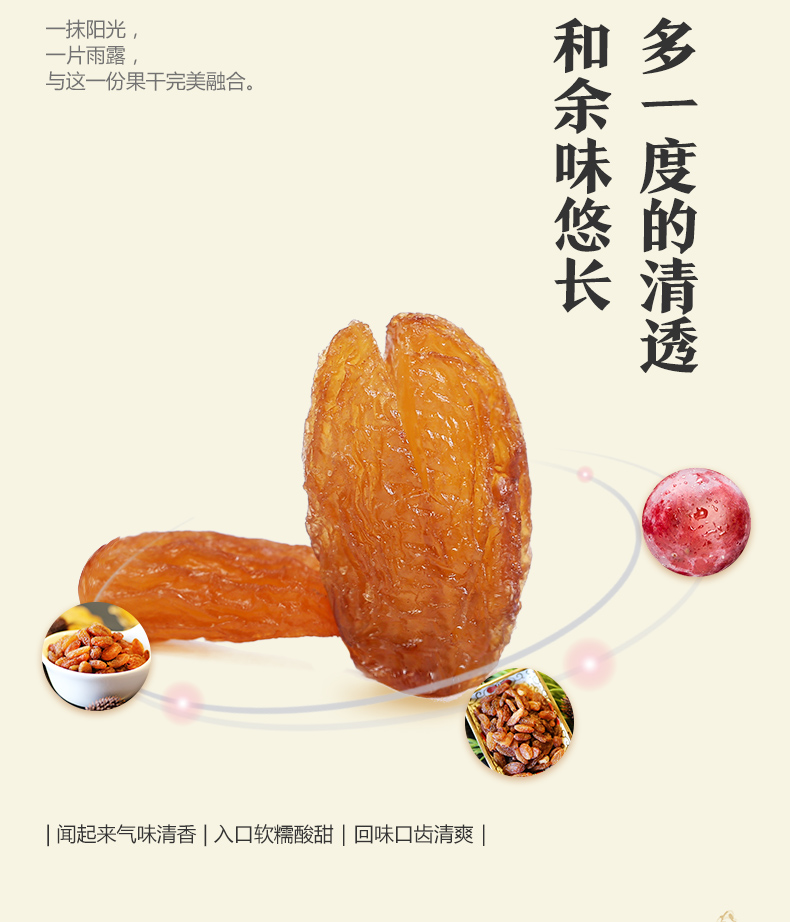 一抹阳光，
一片雨露，
与这一份果干完美融合。
多一度的清透
和余味悠长
| 闻起来气味清香 | 入口软糯酸甜 | 回味口齿清爽 |